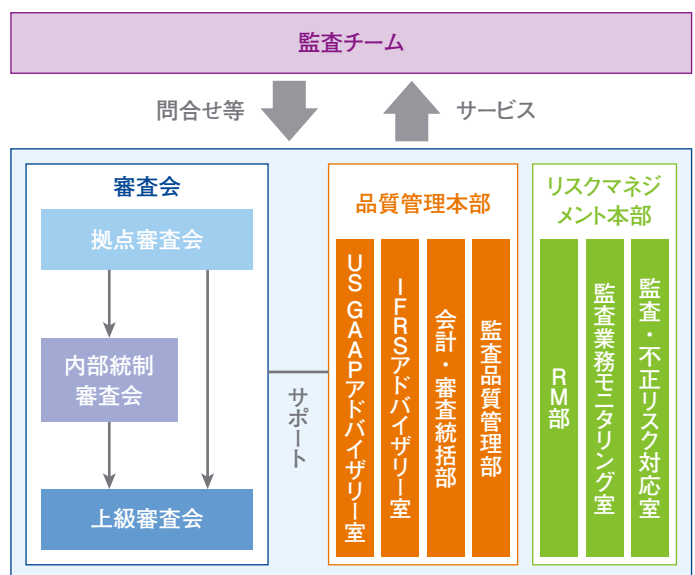 監査チーム
問合せ等
サービス
審査会
拠点審査会
内部統制
審査会
上級審査会
サポート
品質管理本部
US GAAPアドバイザリー室
IFRSアドバイザリー室
会計・審査統括部
監査品質管理部
リスクマネジ
メント本部
RM部
監査業務モニタリング室
監査・不正リスク対応室